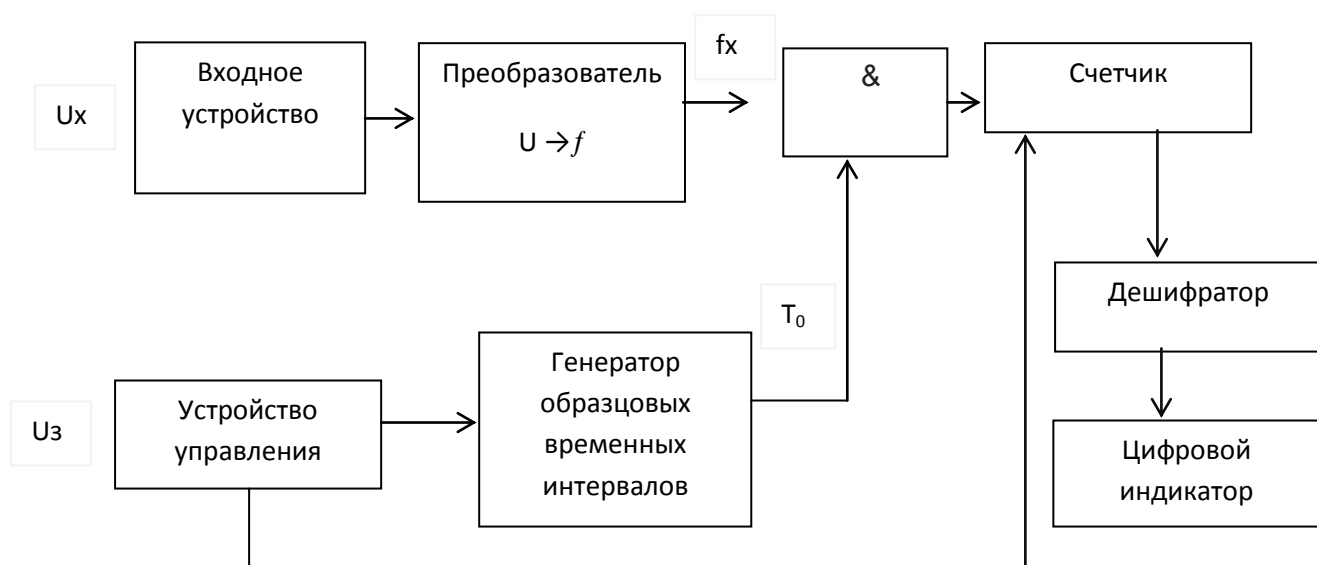 Ux
Входное
устройство
Преобразователь
U → f
fx
&
Счетчик
Дешифратор
T₀
Генератор
образцовых
временных
интервалов
Uз
Устройство
управления
Цифровой
индикатор